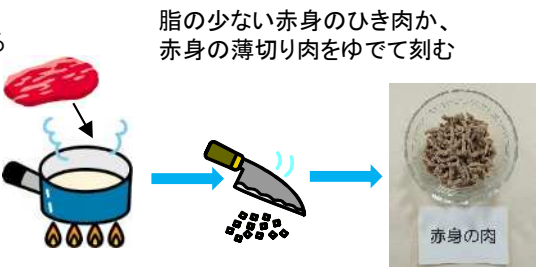 脂の少ない赤身のひき肉か、
る
赤身の薄切り肉をゆでて刻む
赤身の肉